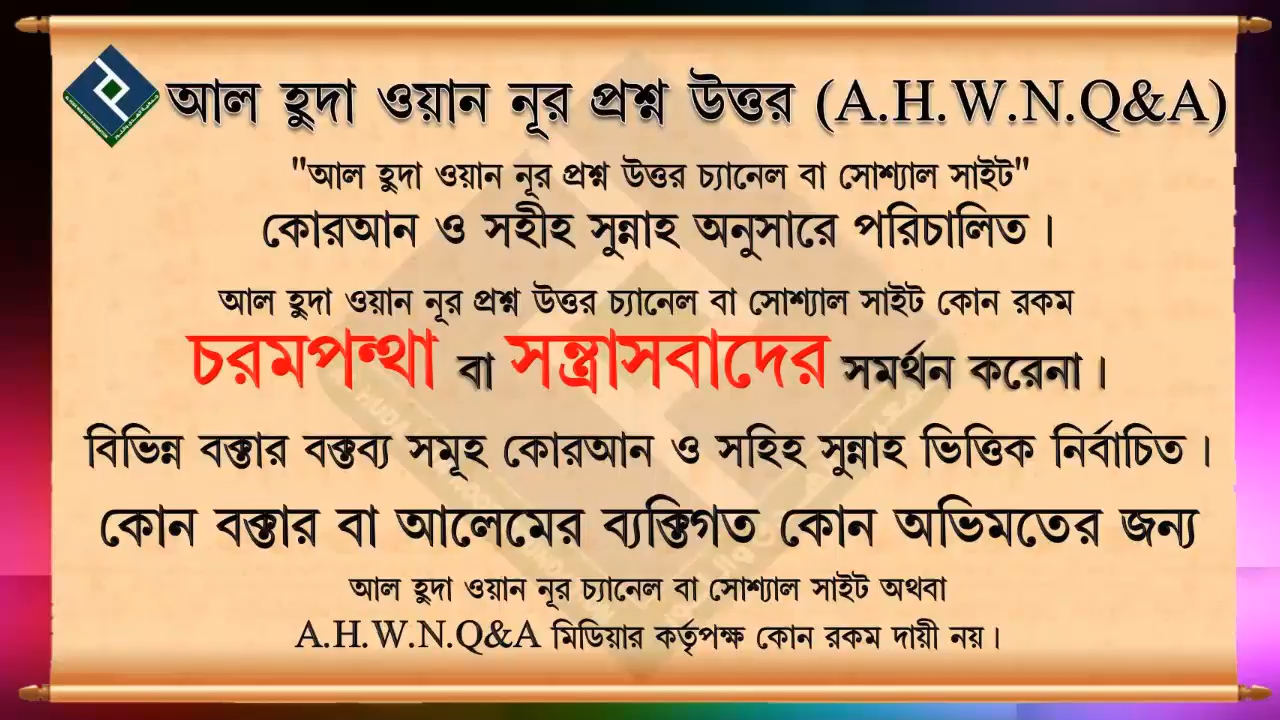 আল হুদা ওয়ান নূর প্রশ্ন উত্তর (A.H.W.N.Q&A)
"আল হুদা ওয়ান নূর প্রশ্ন উত্তর চ্যানেল বা সোশ্যাল সাইট"
কোরআন ও সহীহ সুন্নাহ অনুসারে পরিচালিত।
আল হুদা ওয়ান নূর প্রশ্ন উত্তর চ্যানেল বা সোশ্যাল সাইট কোন রকম
চরমপন্থা বা সন্ত্রাসবাদের সমর্থন করেনা।
বিভিন্ন বক্তার বক্তব্য সমূহ কোরআন ও সহিহ সুন্নাহ ভিত্তিক নির্বাচিত।
কোন বক্তার বা আলেমের ব্যক্তিগত কোন অভিমতের জন্য
আল হুদা ওয়ান নূর চ্যানেল বা সোশ্যাল সাইট অথবা
A.H.W.N.Q&A মিডিয়ার কর্তৃপক্ষ কোন রকম দায়ী নয়।